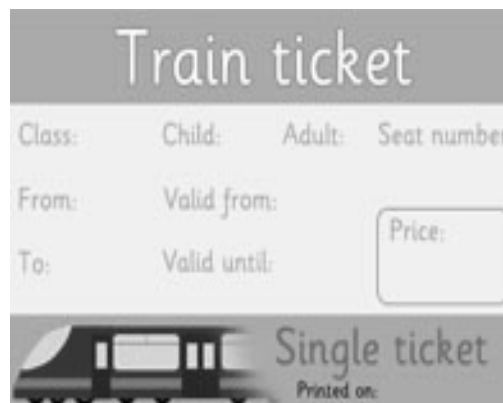 Train ticket
Class: Child: Adult: Seat number
From: Valid from:
Price:
To: Valid until:
Single ticket
Printed on: